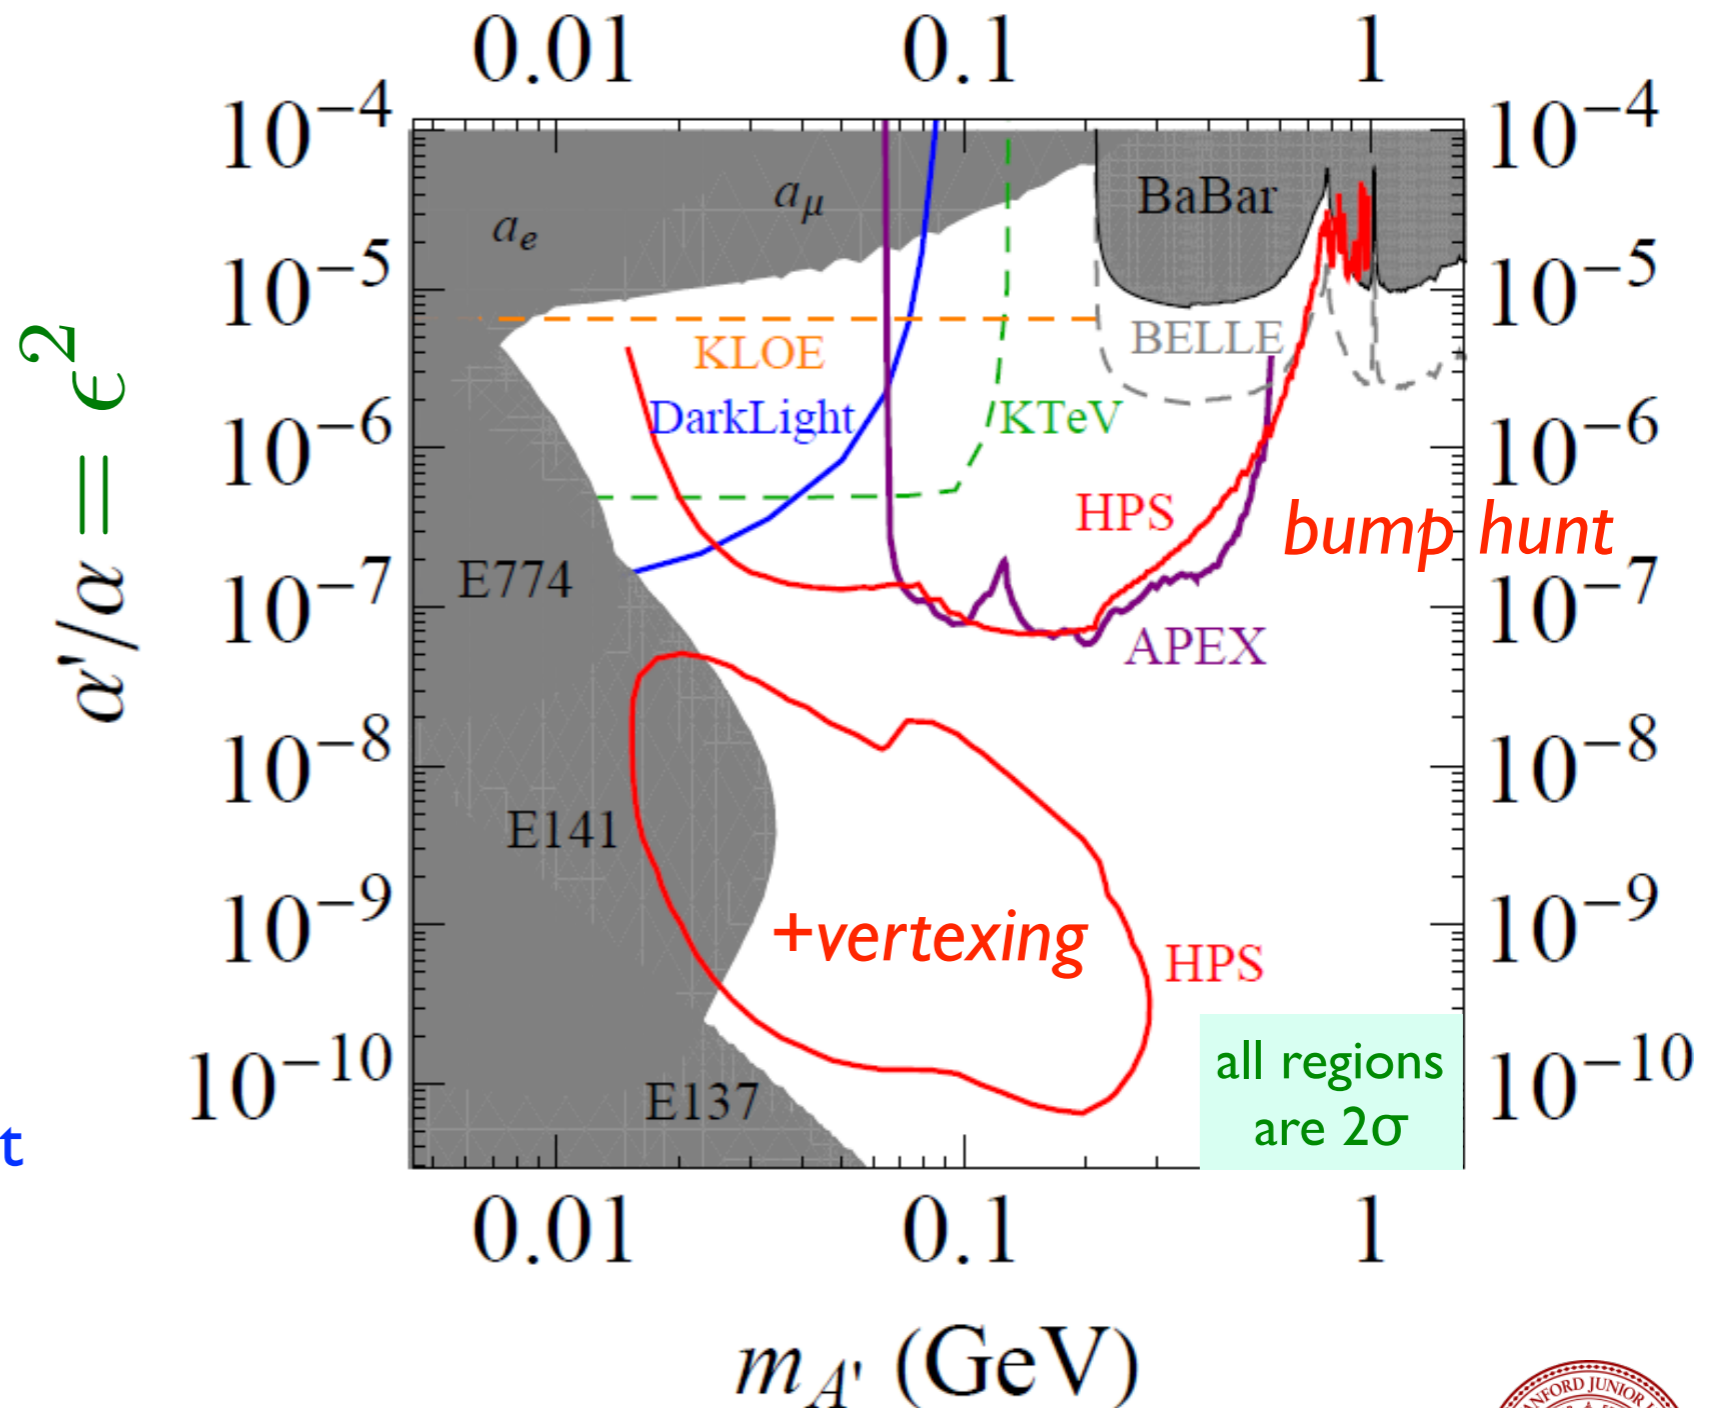 0.01 0.1 1
10⁻⁴ 10⁻⁴
a_μ
BaBar
a_e
10⁻⁵ 10⁻⁵
KLOE
BELLE
DarkLight
KTeV
10⁻⁶ 10⁻⁶
HPS
bump hunt
E774
10⁻⁷ 10⁻⁷
APEX
α'/α ≡ ϵ²
10⁻⁸ 10⁻⁸
E141
10⁻⁹ 10⁻⁹
+vertexing
HPS
all regions
are 2σ
10⁻¹⁰ 10⁻¹⁰
E137
t
0.01 0.1 1
m_A' (GeV)
ANFORD JUNIOR